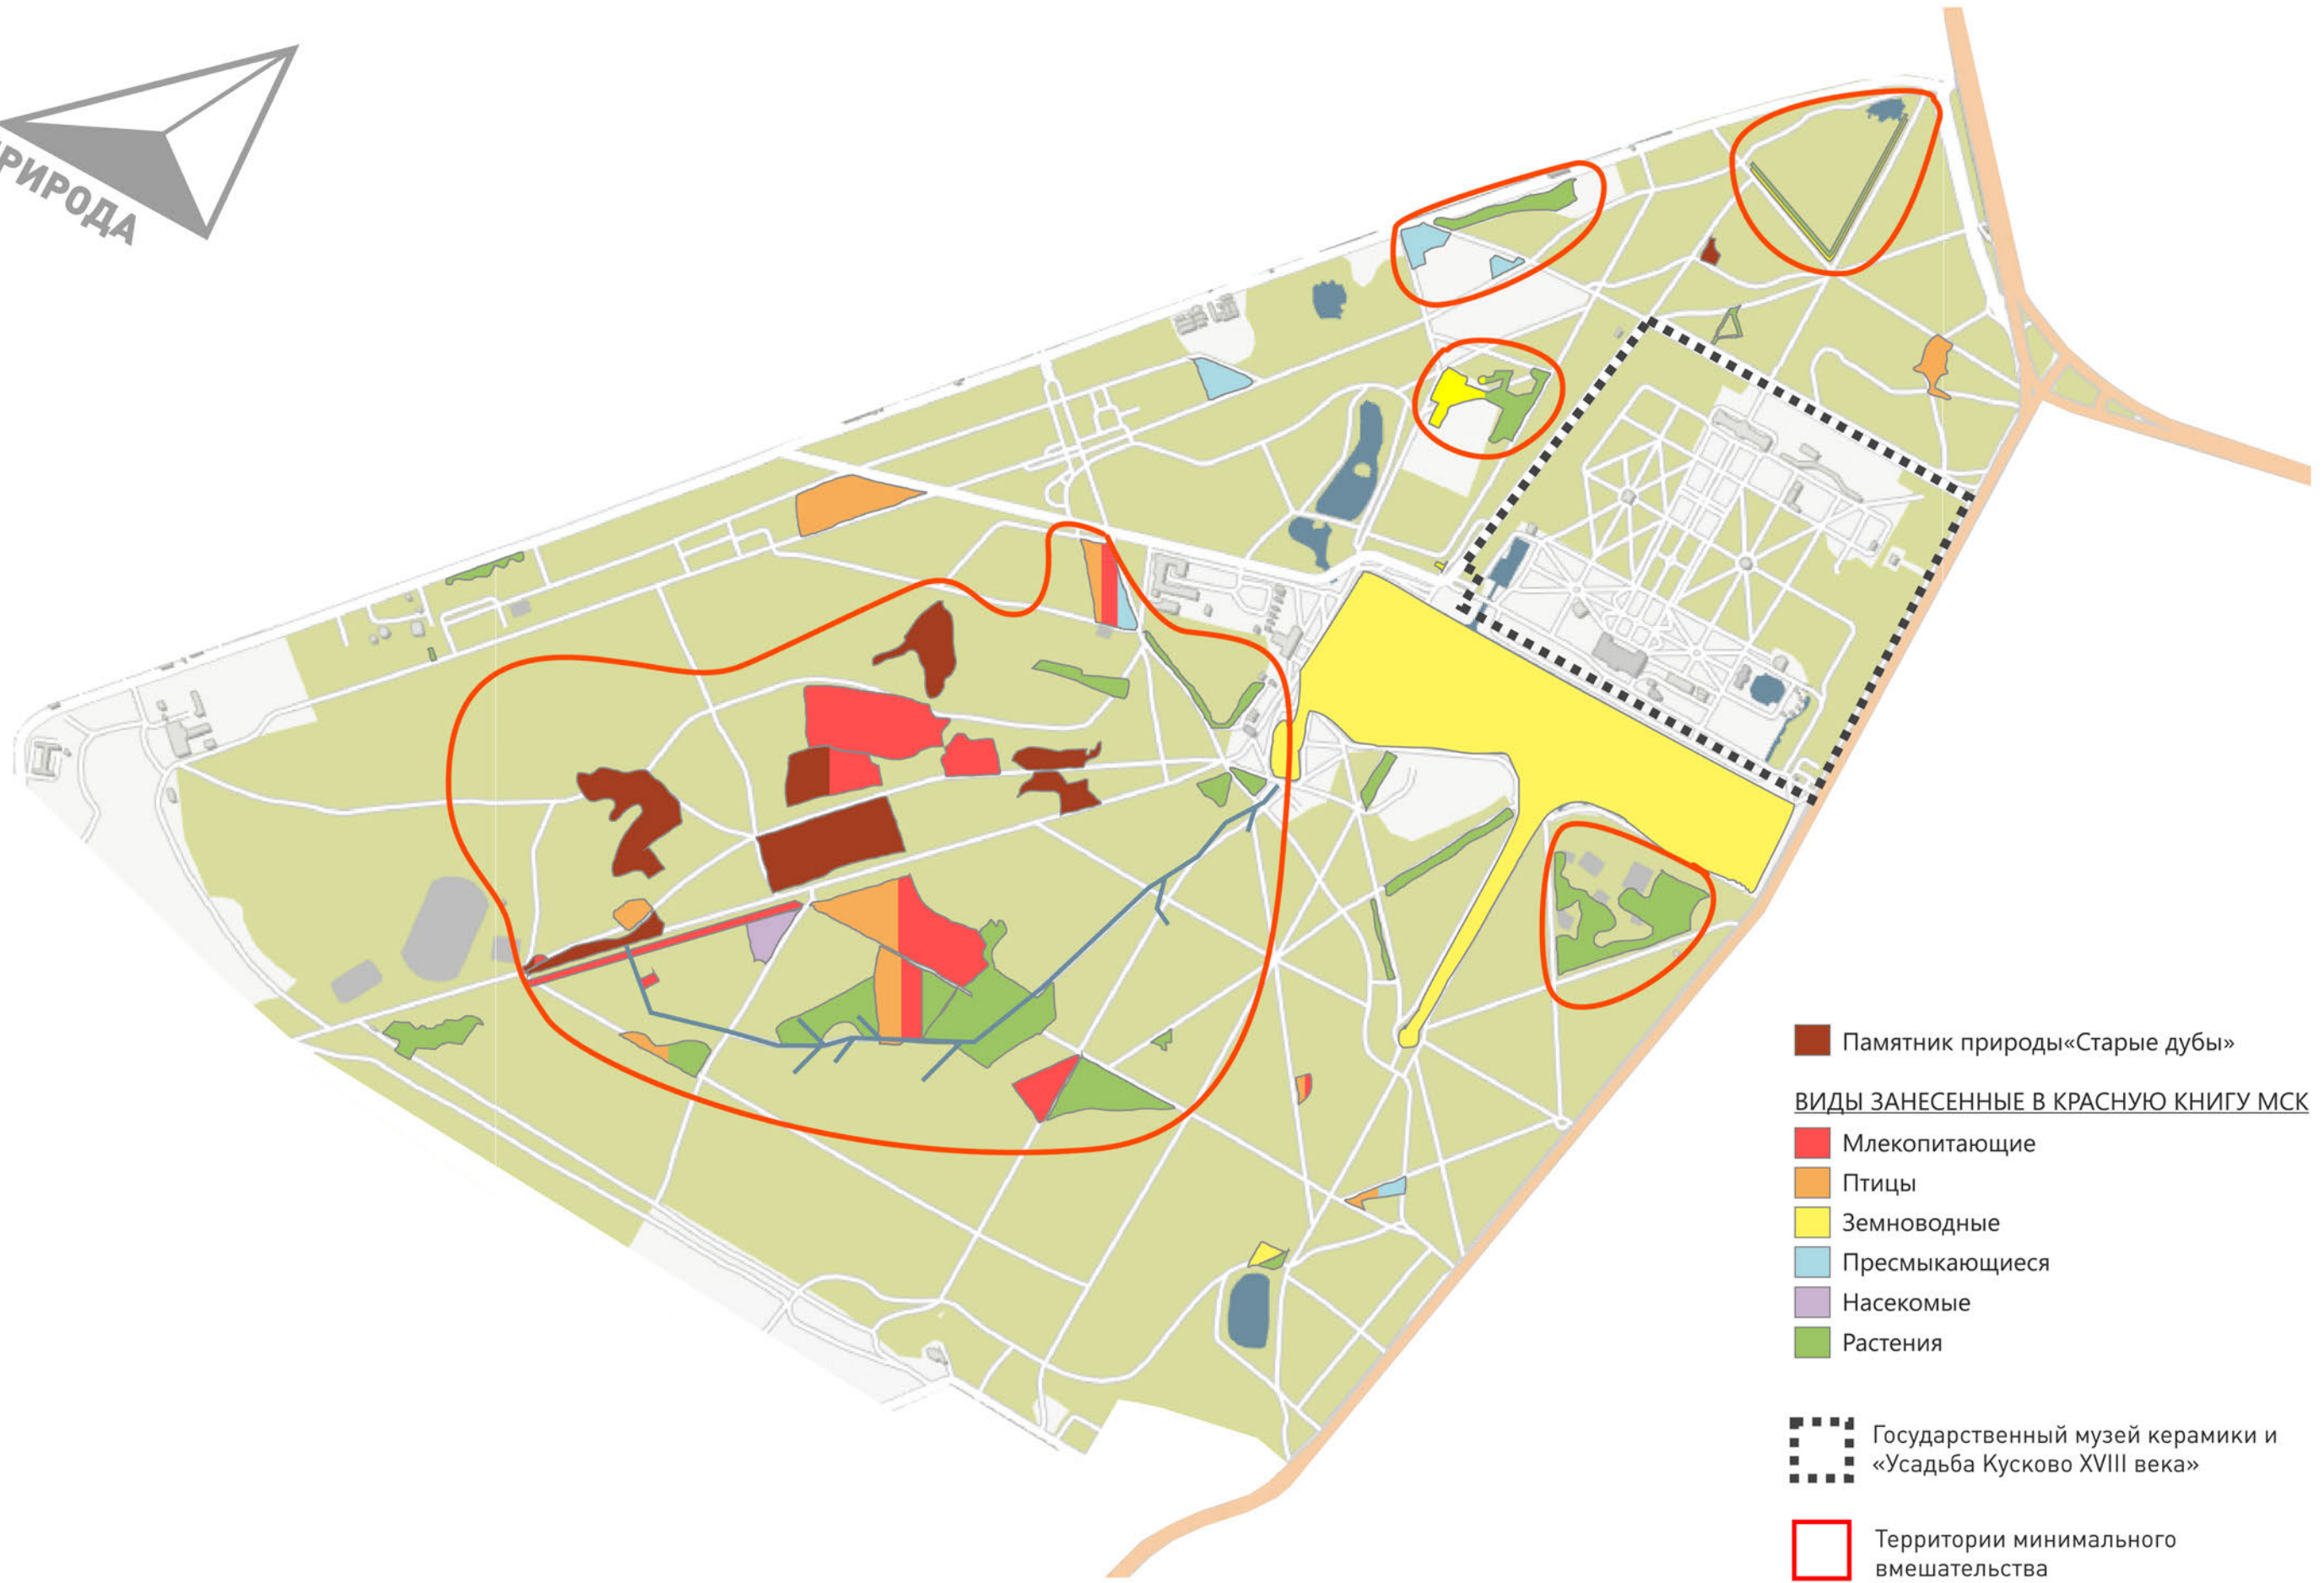 РИРОДА
Памятник природы«Старые дубы»
ВИДЫ ЗАНЕСЕННЫЕ В КРАСНУЮ КНИГУ МСК
Млекопитающие
Птицы
Земноводные
Пресмыкающиеся
Насекомые
Растения
Государственный музей керамики и
«Усадьба Кусково XVIII века»
Территории минимального
вмешательства